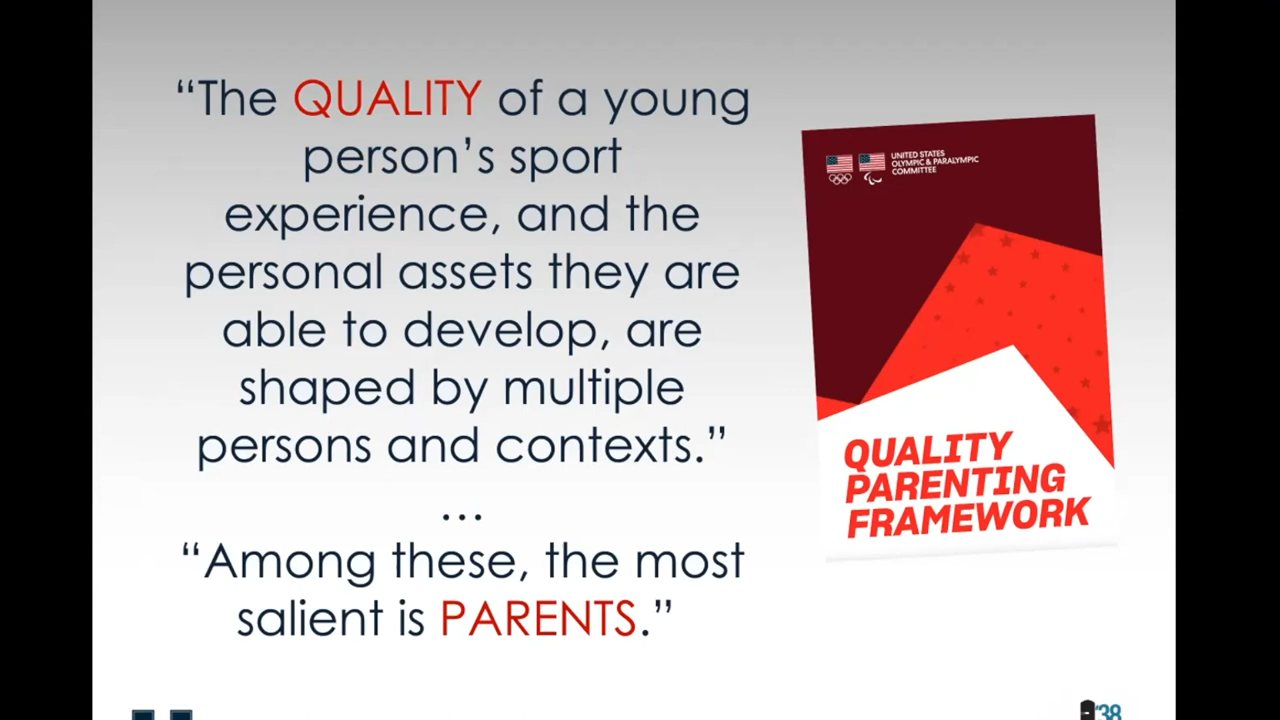 “The QUALITY of a young
person’s sport
experience, and the
personal assets they are
able to develop, are
shaped by multiple
persons and contexts.”
...
“Among these, the most
salient is PARENTS.”
UNITED STATES
OLYMPIC & PARALYMPIC
COMMITTEE
QUALITY
PARENTING
FRAMEWORK
'38